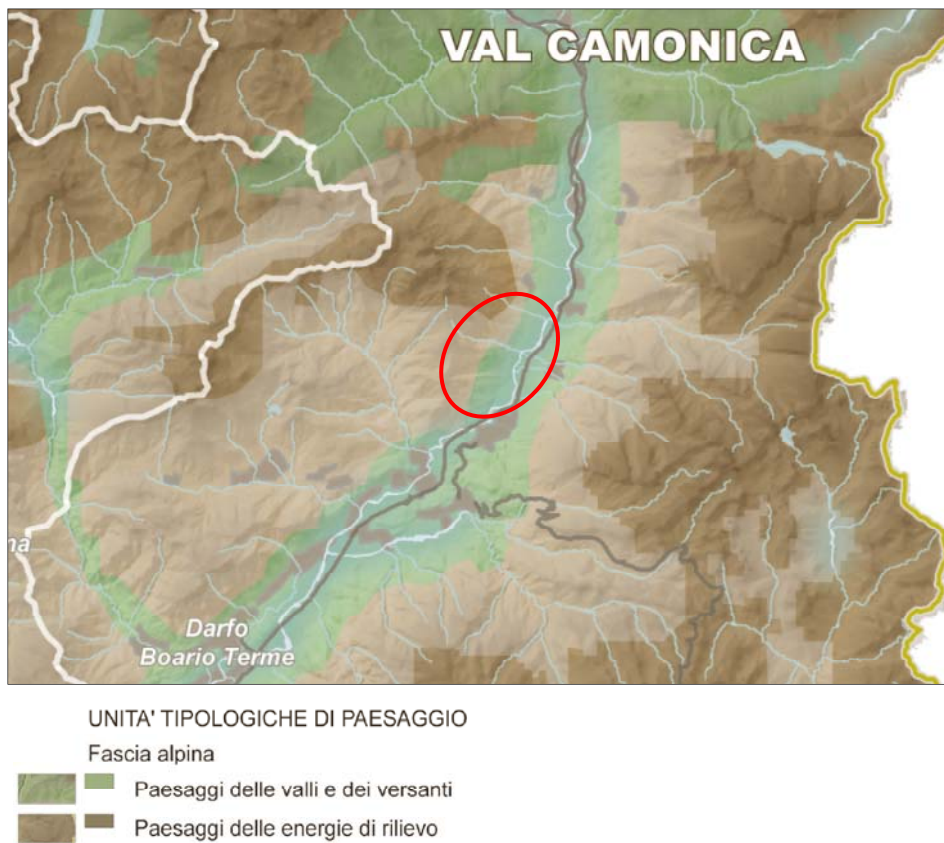 VAL CAMONICA
na
Darfo
Boario Terme
UNITA' TIPOLOGICHE DI PAESAGGIO
Fascia alpina
Paesaggi delle valli e dei versanti
Paesaggi delle energie di rilievo